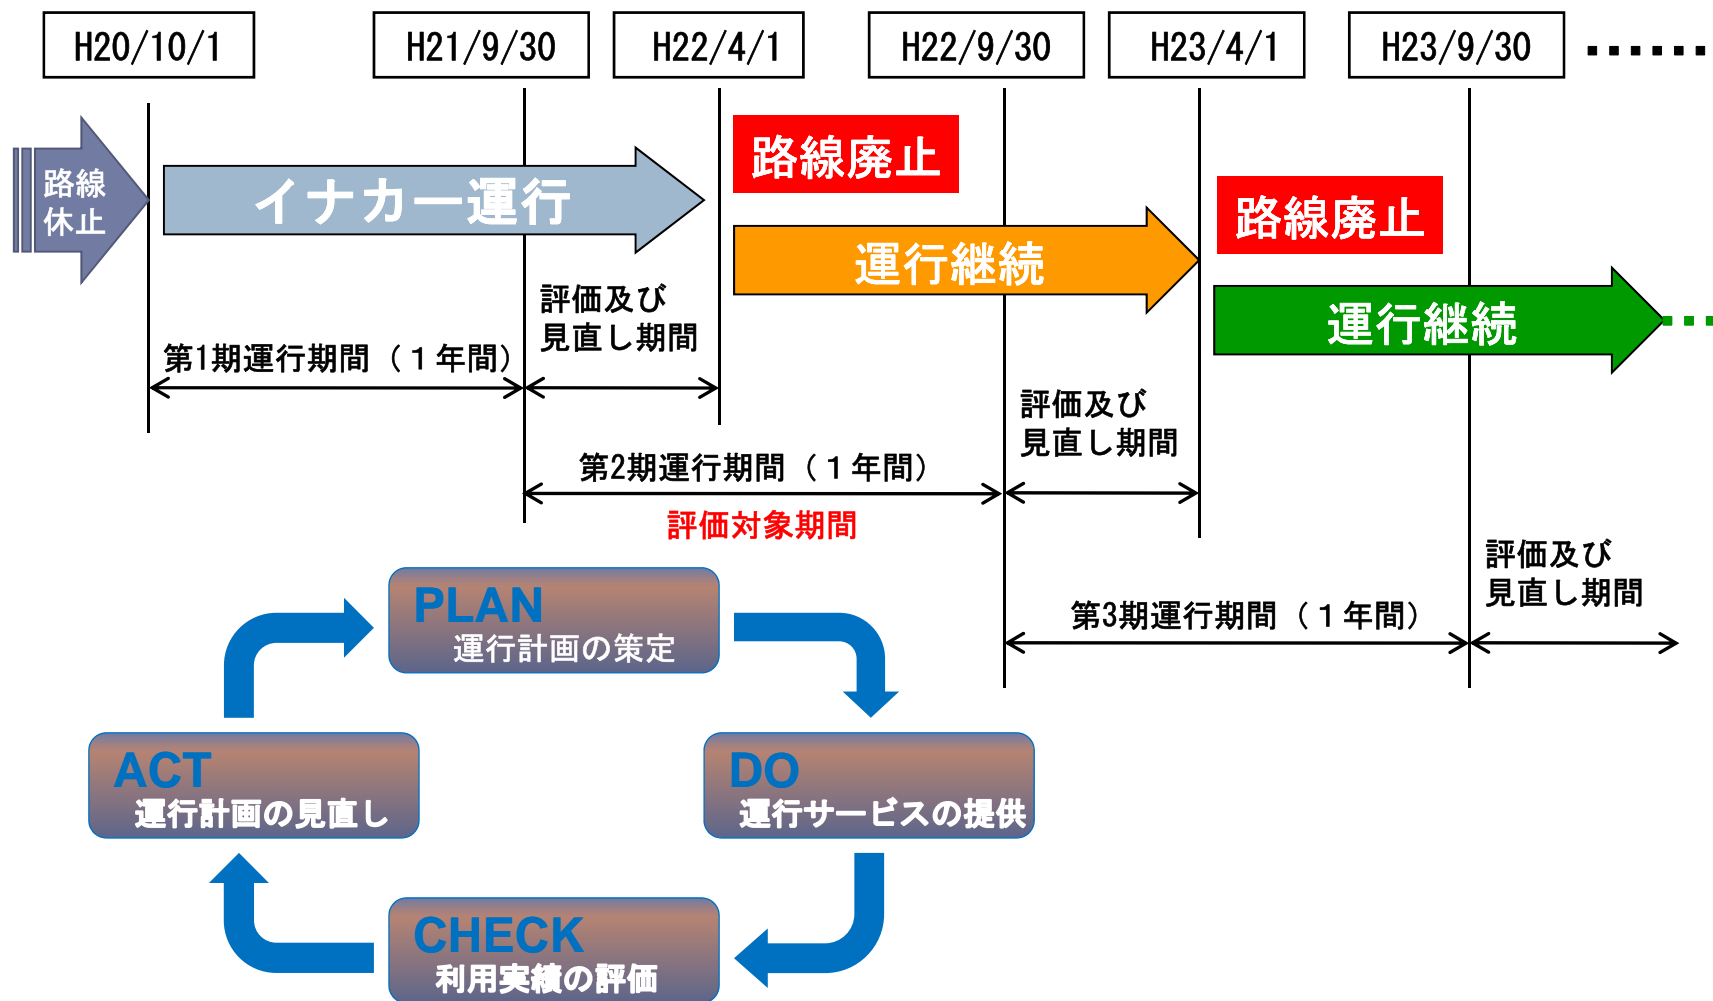 H20/10/1
H21/9/30
H22/4/1
H22/9/30
H23/4/1
H23/9/30
路線
休止
イナカー運行
路線廃止
運行継続
路線廃止
運行継続
評価及び
見直し期間
第1期運行期間（１年間）
評価及び
見直し期間
第2期運行期間（１年間）
評価対象期間
評価及び
見直し期間
第3期運行期間（１年間）
PLAN
運行計画の策定
ACT
運行計画の見直し
DO
運行サービスの提供
CHECK
利用実績の評価